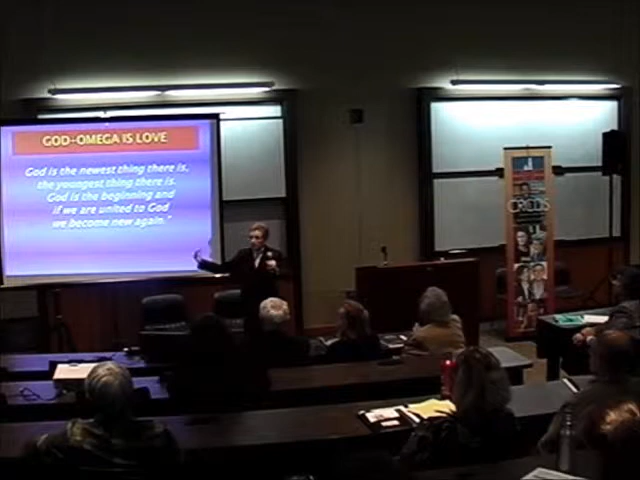 GOD-OMEGA IS LOVE
God is the newest thing there is,
the youngest thing there is.
God is the beginning and
if we are united to God
we become new again."